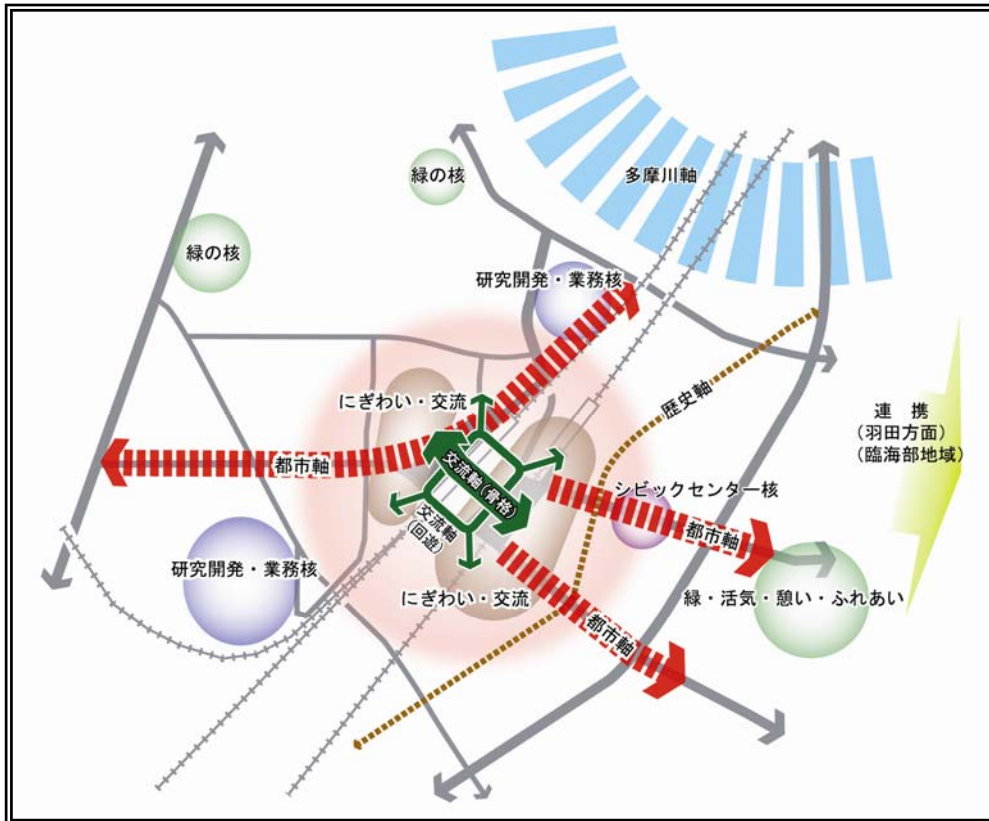 多摩川軸
緑の核
緑の核
研究開発・業務核
にぎわい・交流
歴史軸
連　携
(羽田方面)
(臨海部地域)
都市軸
交流軸(骨格)
シビックセンター核
交流軸
(回遊)
都市軸
研究開発・業務核
にぎわい・交流
緑・活気・憩い・ふれあい
都市軸